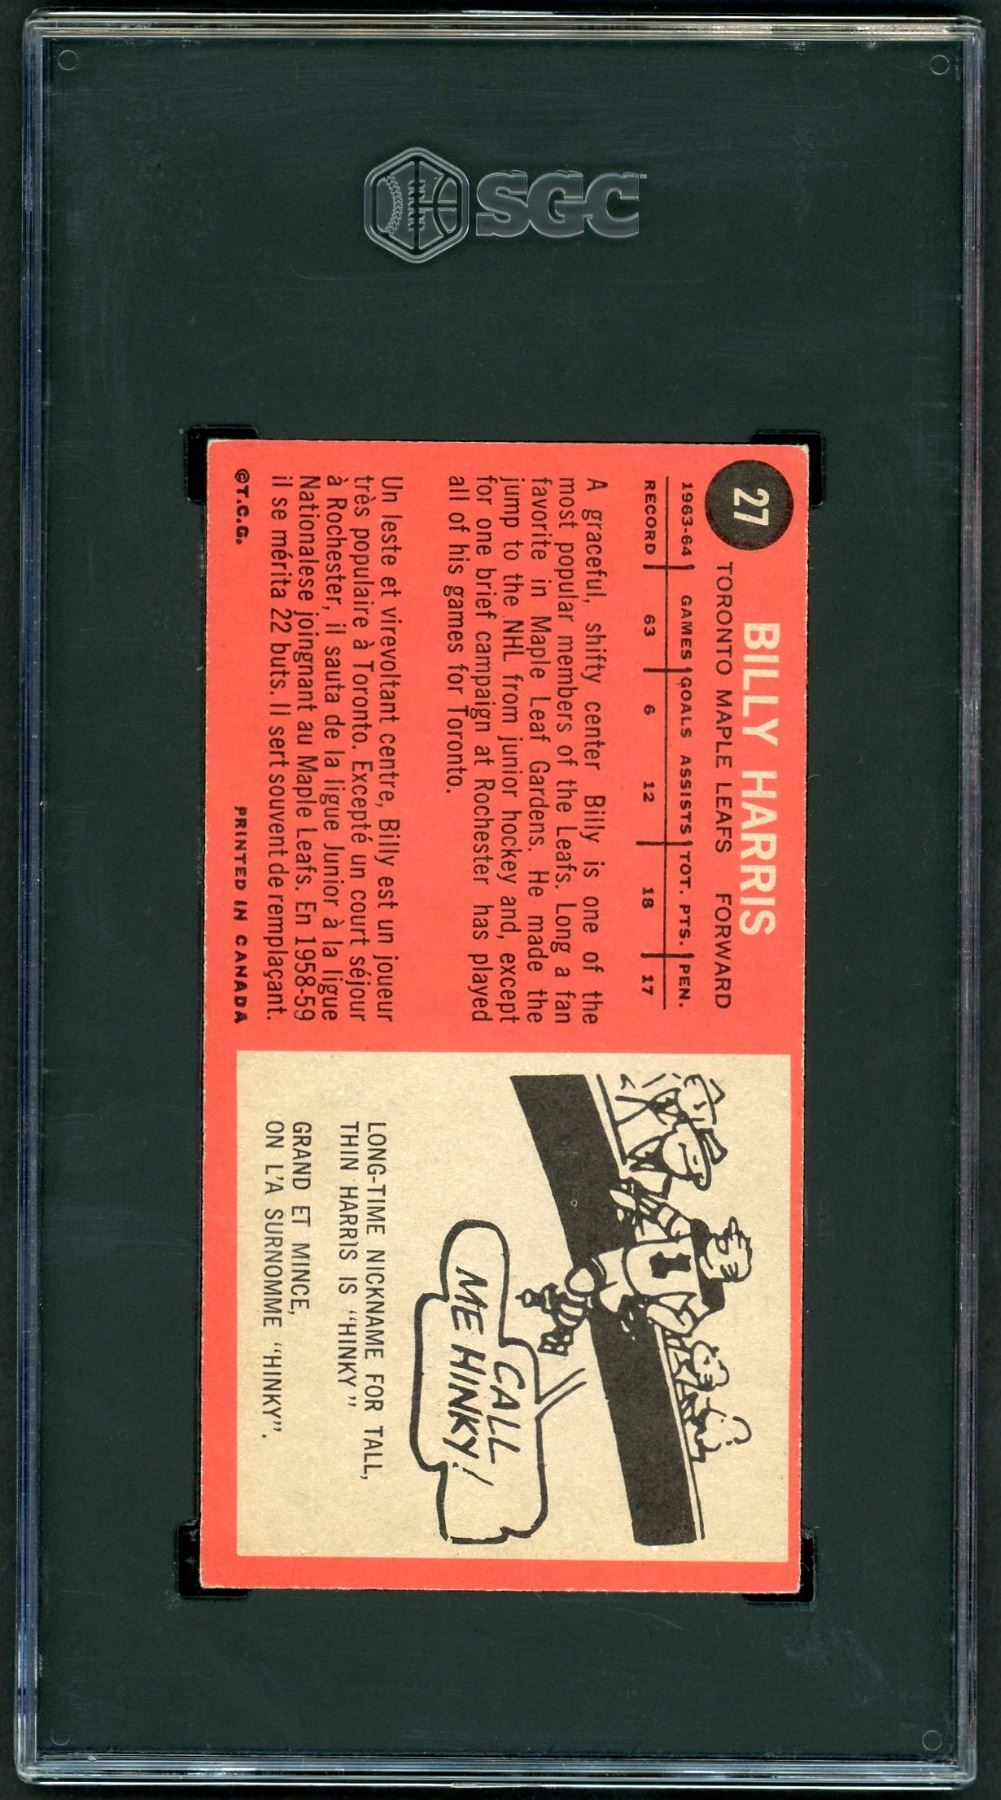 SGC
27
BILLY HARRIS
TORONTO MAPLE LEAFS FORWARD
1963-64 GAMES GOALS ASSISTS TOT. PTS. PEN.
RECORD 63 6 12 18 17
A graceful, shifty center Billy is one of the
most popular members of the Leafs. Long a fan
favorite in Maple Leaf Gardens. He made the
jump to the NHL from junior hockey and, except
for one brief campaign at Rochester has played
all of his games for Toronto.
Un leste et virevoltant centre, Billy est un joueur
très populaire à Toronto. Excepté un court séjour
à Rochester, il sauta de la ligue Junior à la ligue
Nationalese joingnant au Maple Leafs. En 1958-59
il se mérita 22 buts. Il sert souvent de remplaçant.
©T.C.G. PRINTED IN CANADA
CALL
ME HINKY!
LONG-TIME NICKNAME FOR TALL,
THIN HARRIS IS "HINKY"
GRAND ET MINCE,
ON L'A SURNOMME "HINKY".